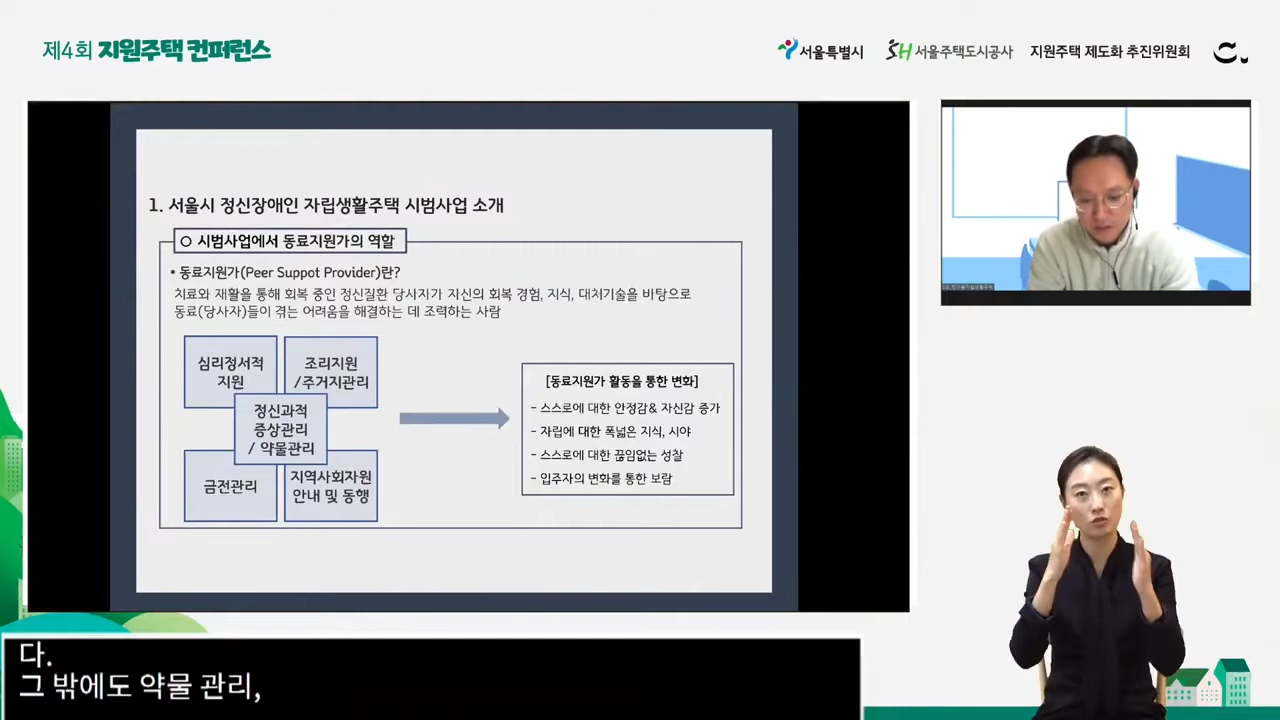 제4회 지원주택 컨퍼런스
서울특별시
SH 서울주택도시공사
지원주택 제도화 추진위원회
1. 서울시 정신장애인 자립생활주택 시범사업 소개
○ 시범사업에서 동료지원가의 역할
• 동료지원가(Peer Suppot Provider)란?
치료와 재활을 통해 회복 중인 정신질환 당사자가 자신의 회복 경험, 지식, 대처기술을 바탕으로
동료(당사자)들이 겪는 어려움을 해결하는 데 조력하는 사람
심리정서적
지원
조리지원
/주거지관리
정신과적
증상관리
/ 약물관리
금전관리
지역사회자원
안내 및 동행
[동료지원가 활동을 통한 변화]
- 스스로에 대한 안정감& 자신감 증가
- 자립에 대한 폭넓은 지식, 시야
- 스스로에 대한 끊임없는 성찰
- 입주자의 변화를 통한 보람
다.
그 밖에도 약물 관리,